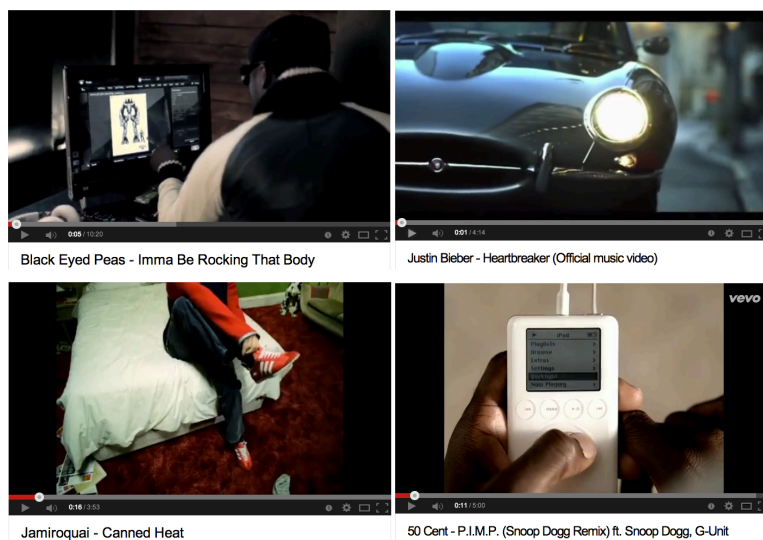 0:05 / 10:20
Black Eyed Peas - Imma Be Rocking That Body
0:01 / 4:14
Justin Bieber - Heartbreaker (Official music video)
0:16 / 3:53
Jamiroquai - Canned Heat
vevo
iPod
Playlists
Browse
Extras
Settings
Backlight
Now Playing
MENU
0:11 / 5:00
50 Cent - P.I.M.P. (Snoop Dogg Remix) ft. Snoop Dogg, G-Unit